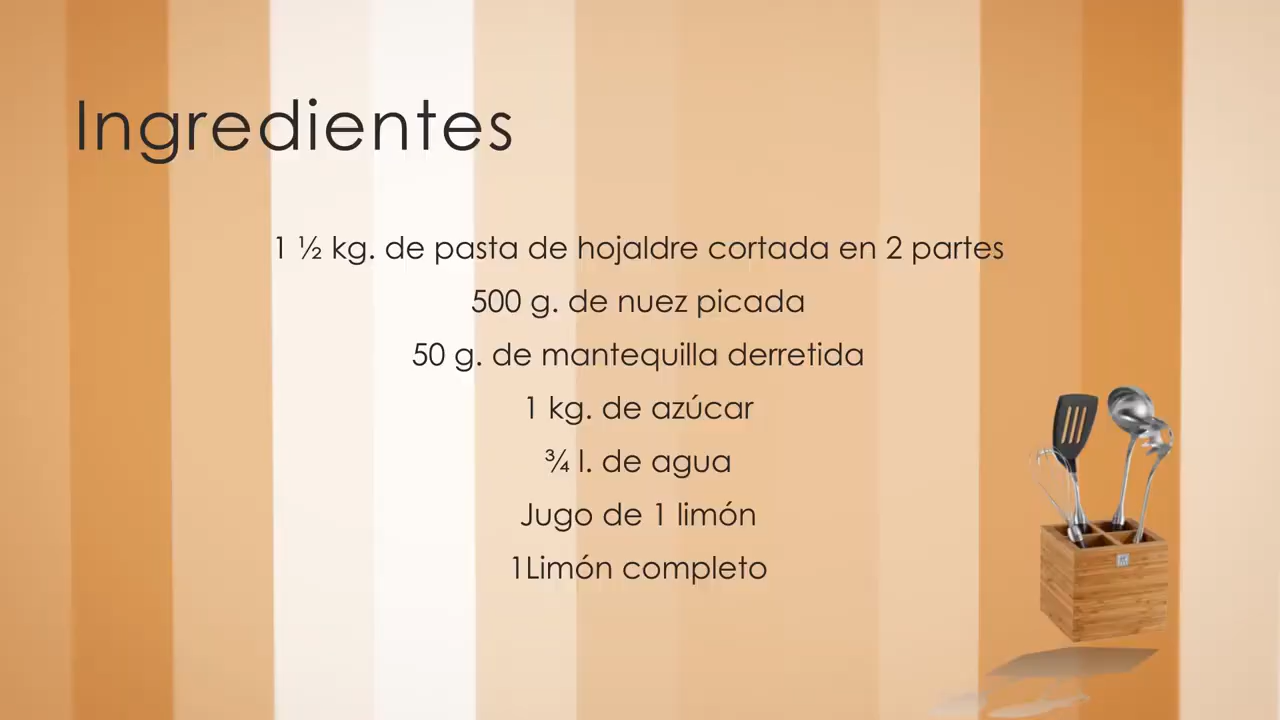 Ingredientes
1 ½ kg. de pasta de hojaldre cortada en 2 partes
500 g. de nuez picada
50 g. de mantequilla derretida
1 kg. de azúcar
¾ l. de agua
Jugo de 1 limón
1Limón completo